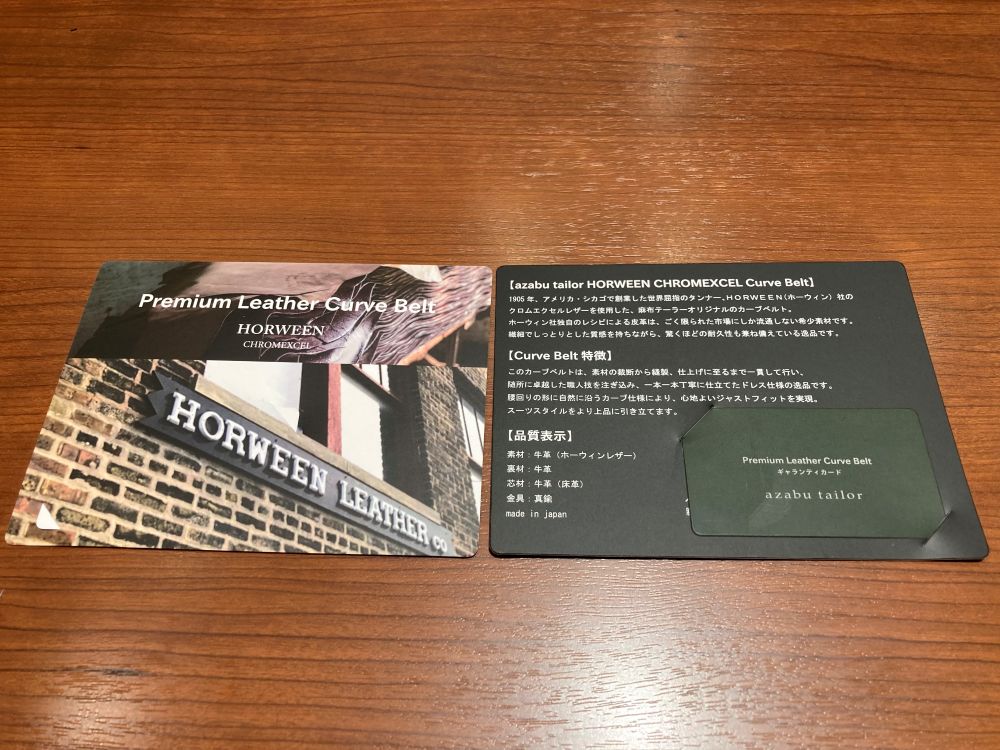 Premium Leather Curve Belt
HORWEEN
CHROMEXCEL
HORWEEN LEATHER CO
【azabu tailor HORWEEN CHROMEXCEL Curve Belt】
1905 年、アメリカ・シカゴで創業した世界屈指のタンナー、HORWEEN（ホーウィン）社の
クロムエクセルレザーを使用した、麻布テーラーオリジナルのカーブベルト。
ホーウィン社独自のレシピによる皮革は、ごく限られた市場にしか流通しない希少素材です。
繊細でしっとりとした質感を持ちながら、驚くほどの耐久性も兼ね備えている逸品です。
【Curve Belt 特徴】
このカーブベルトは、素材の裁断から縫製、仕上げに至るまで一貫して行い、
随所に卓越した職人技を注ぎ込み、一本一本丁寧に仕立てたドレス仕様の逸品です。
腰回りの形に自然に沿うカーブ仕様により、心地よいジャストフィットを実現。
スーツスタイルをより上品に引き立てます。
【品質表示】
素材：牛革（ホーウィンレザー）
裏材：牛革
芯材：牛革（床革）
金具：真鍮
made in japan
Premium Leather Curve Belt
ギャランティカード
azabu tailor